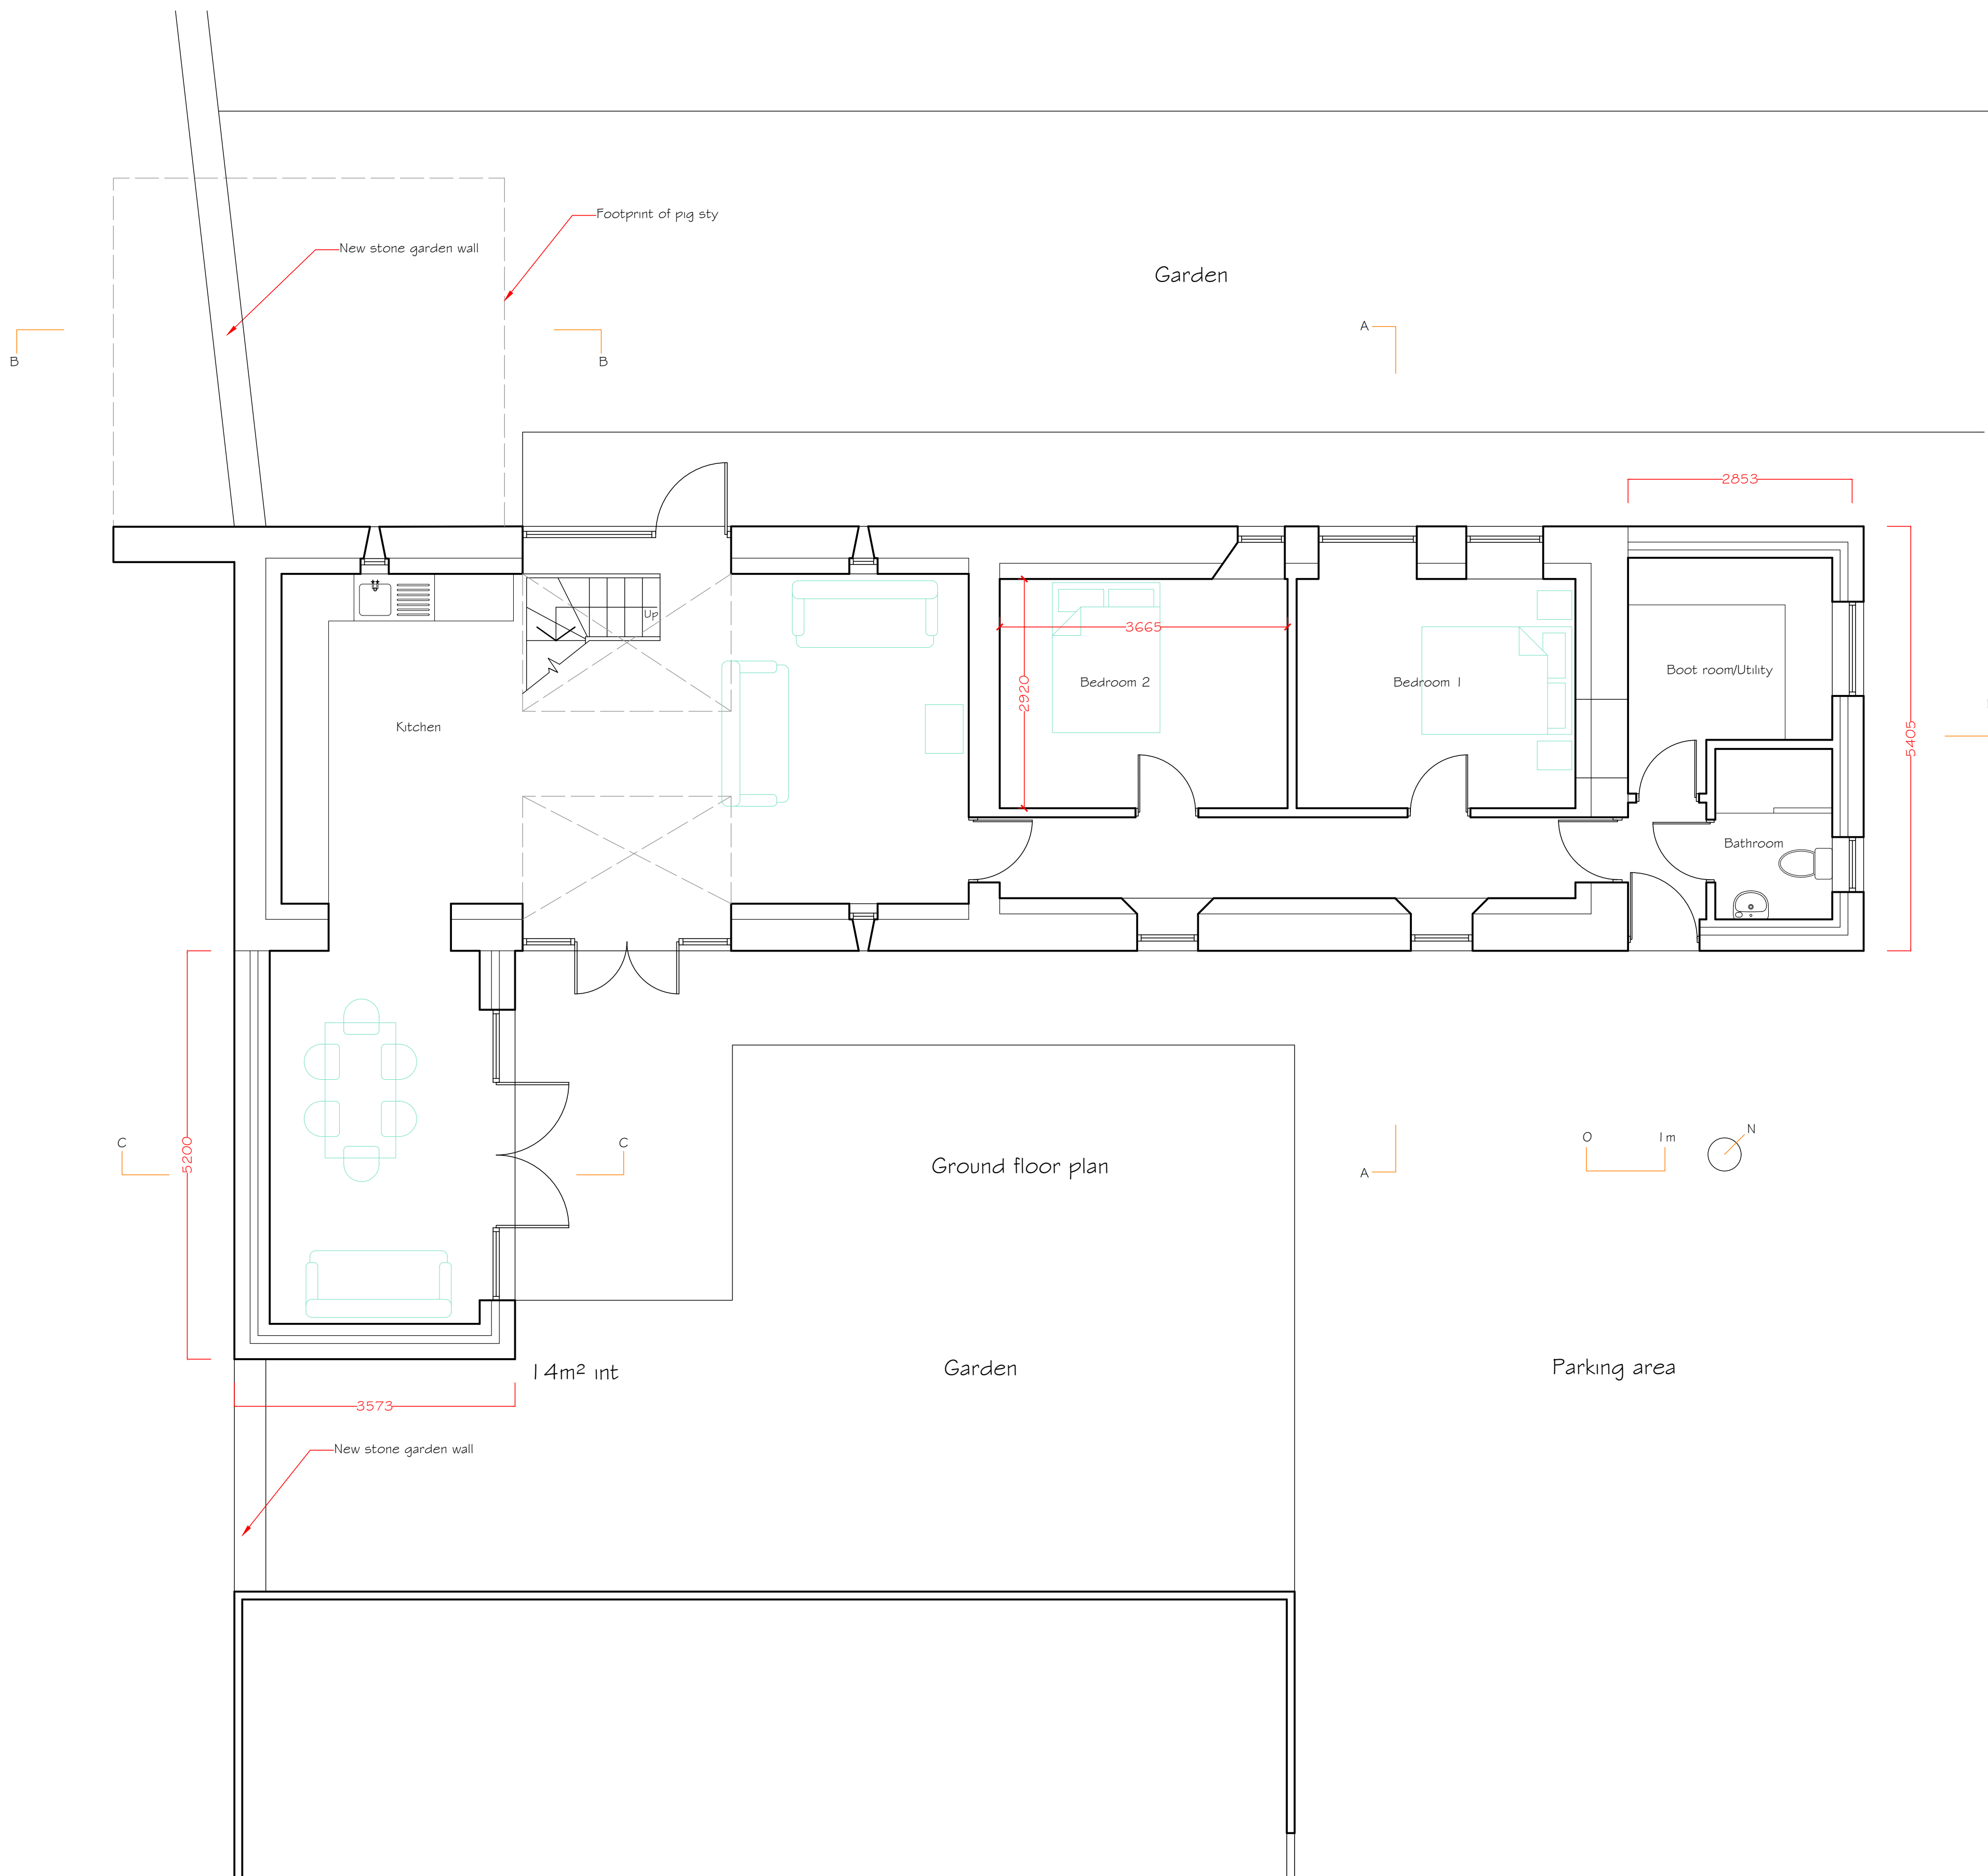 Footprint of pig sty
New stone garden wall
Garden
A
B
B
2853
Up
3665
Boot room/Utility
2920
Bedroom 2
Bedroom 1
Kitchen
5405
Bathroom
C
C
5200
0
1m
N
Ground floor plan
A
14m² int
Garden
Parking area
3573
New stone garden wall